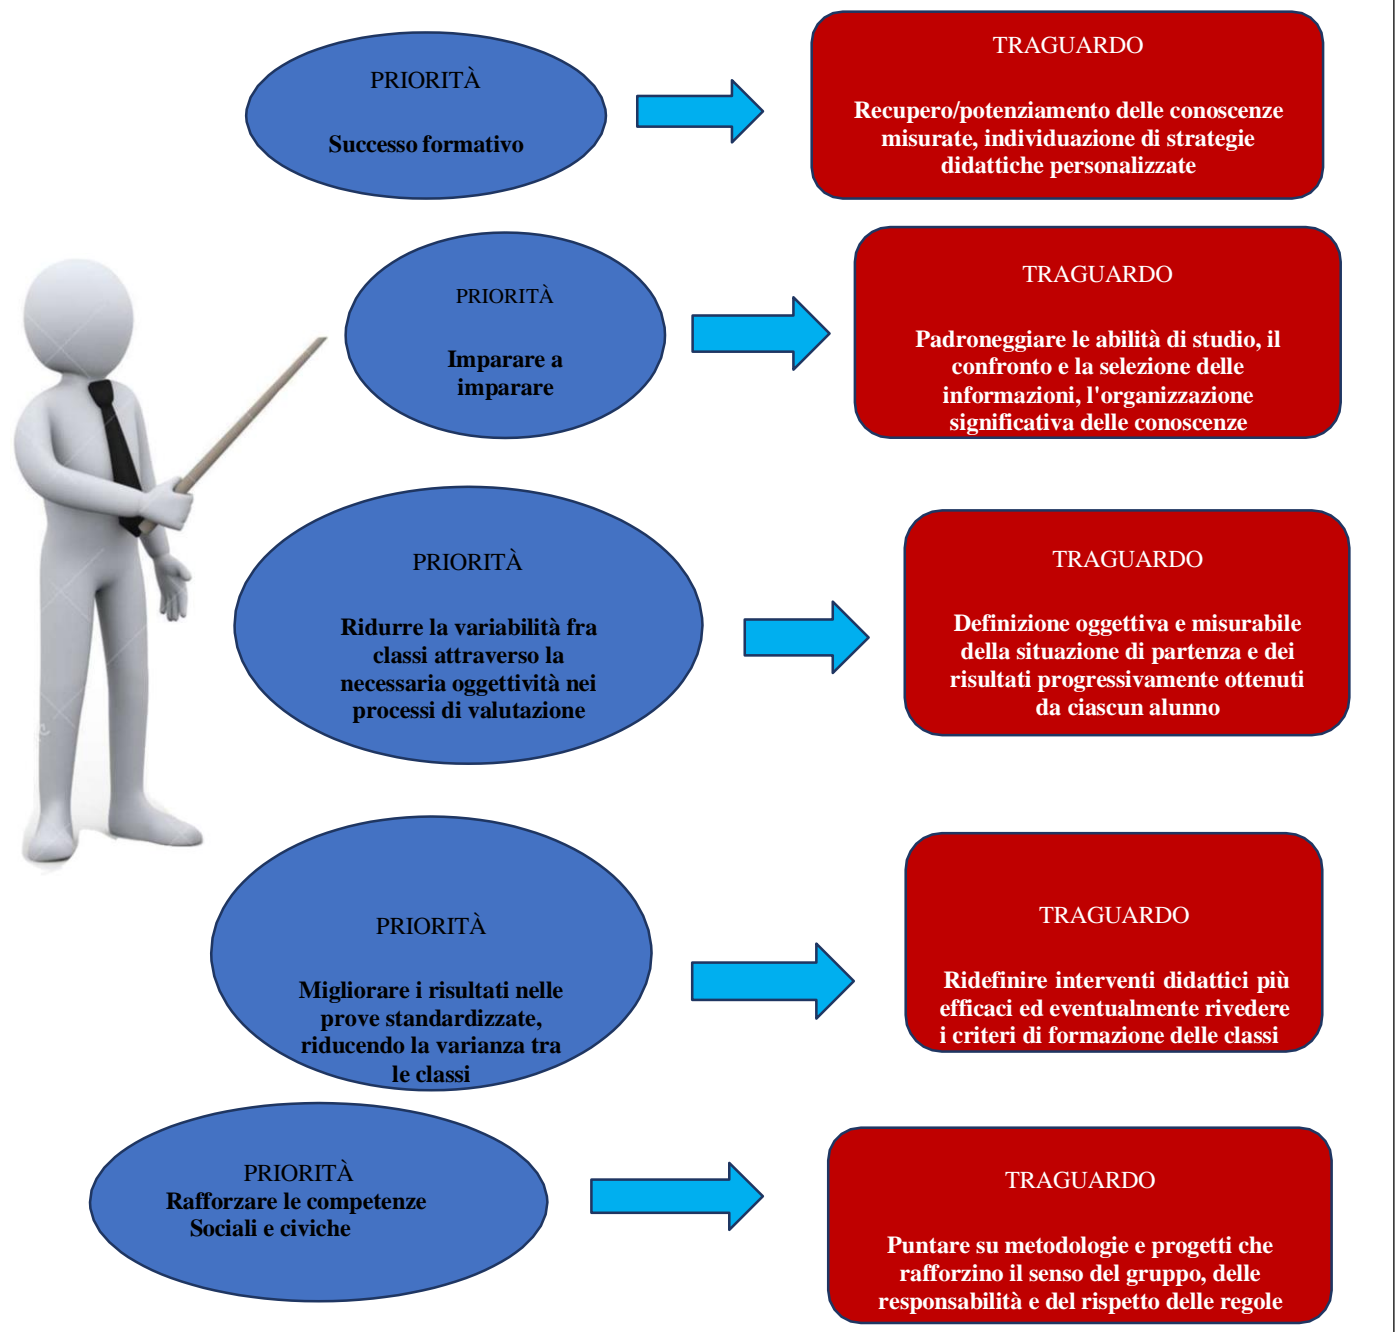 PRIORITÀ
Successo formativo
TRAGUARDO
Recupero/potenziamento delle conoscenze
misurate, individuazione di strategie
didattiche personalizzate
PRIORITÀ
Imparare a
imparare
TRAGUARDO
Padroneggiare le abilità di studio, il
confronto e la selezione delle
informazioni, l'organizzazione
significativa delle conoscenze
PRIORITÀ
Ridurre la variabilità fra
classi attraverso la
necessaria oggettività nei
processi di valutazione
TRAGUARDO
Definizione oggettiva e misurabile
della situazione di partenza e dei
risultati progressivamente ottenuti
da ciascun alunno
PRIORITÀ
Migliorare i risultati nelle
prove standardizzate,
riducendo la varianza tra
le classi
TRAGUARDO
Ridefinire interventi didattici più
efficaci ed eventualmente rivedere
i criteri di formazione delle classi
PRIORITÀ
Rafforzare le competenze
Sociali e civiche
TRAGUARDO
Puntare su metodologie e progetti che
rafforzino il senso del gruppo, delle
responsabilità e del rispetto delle regole